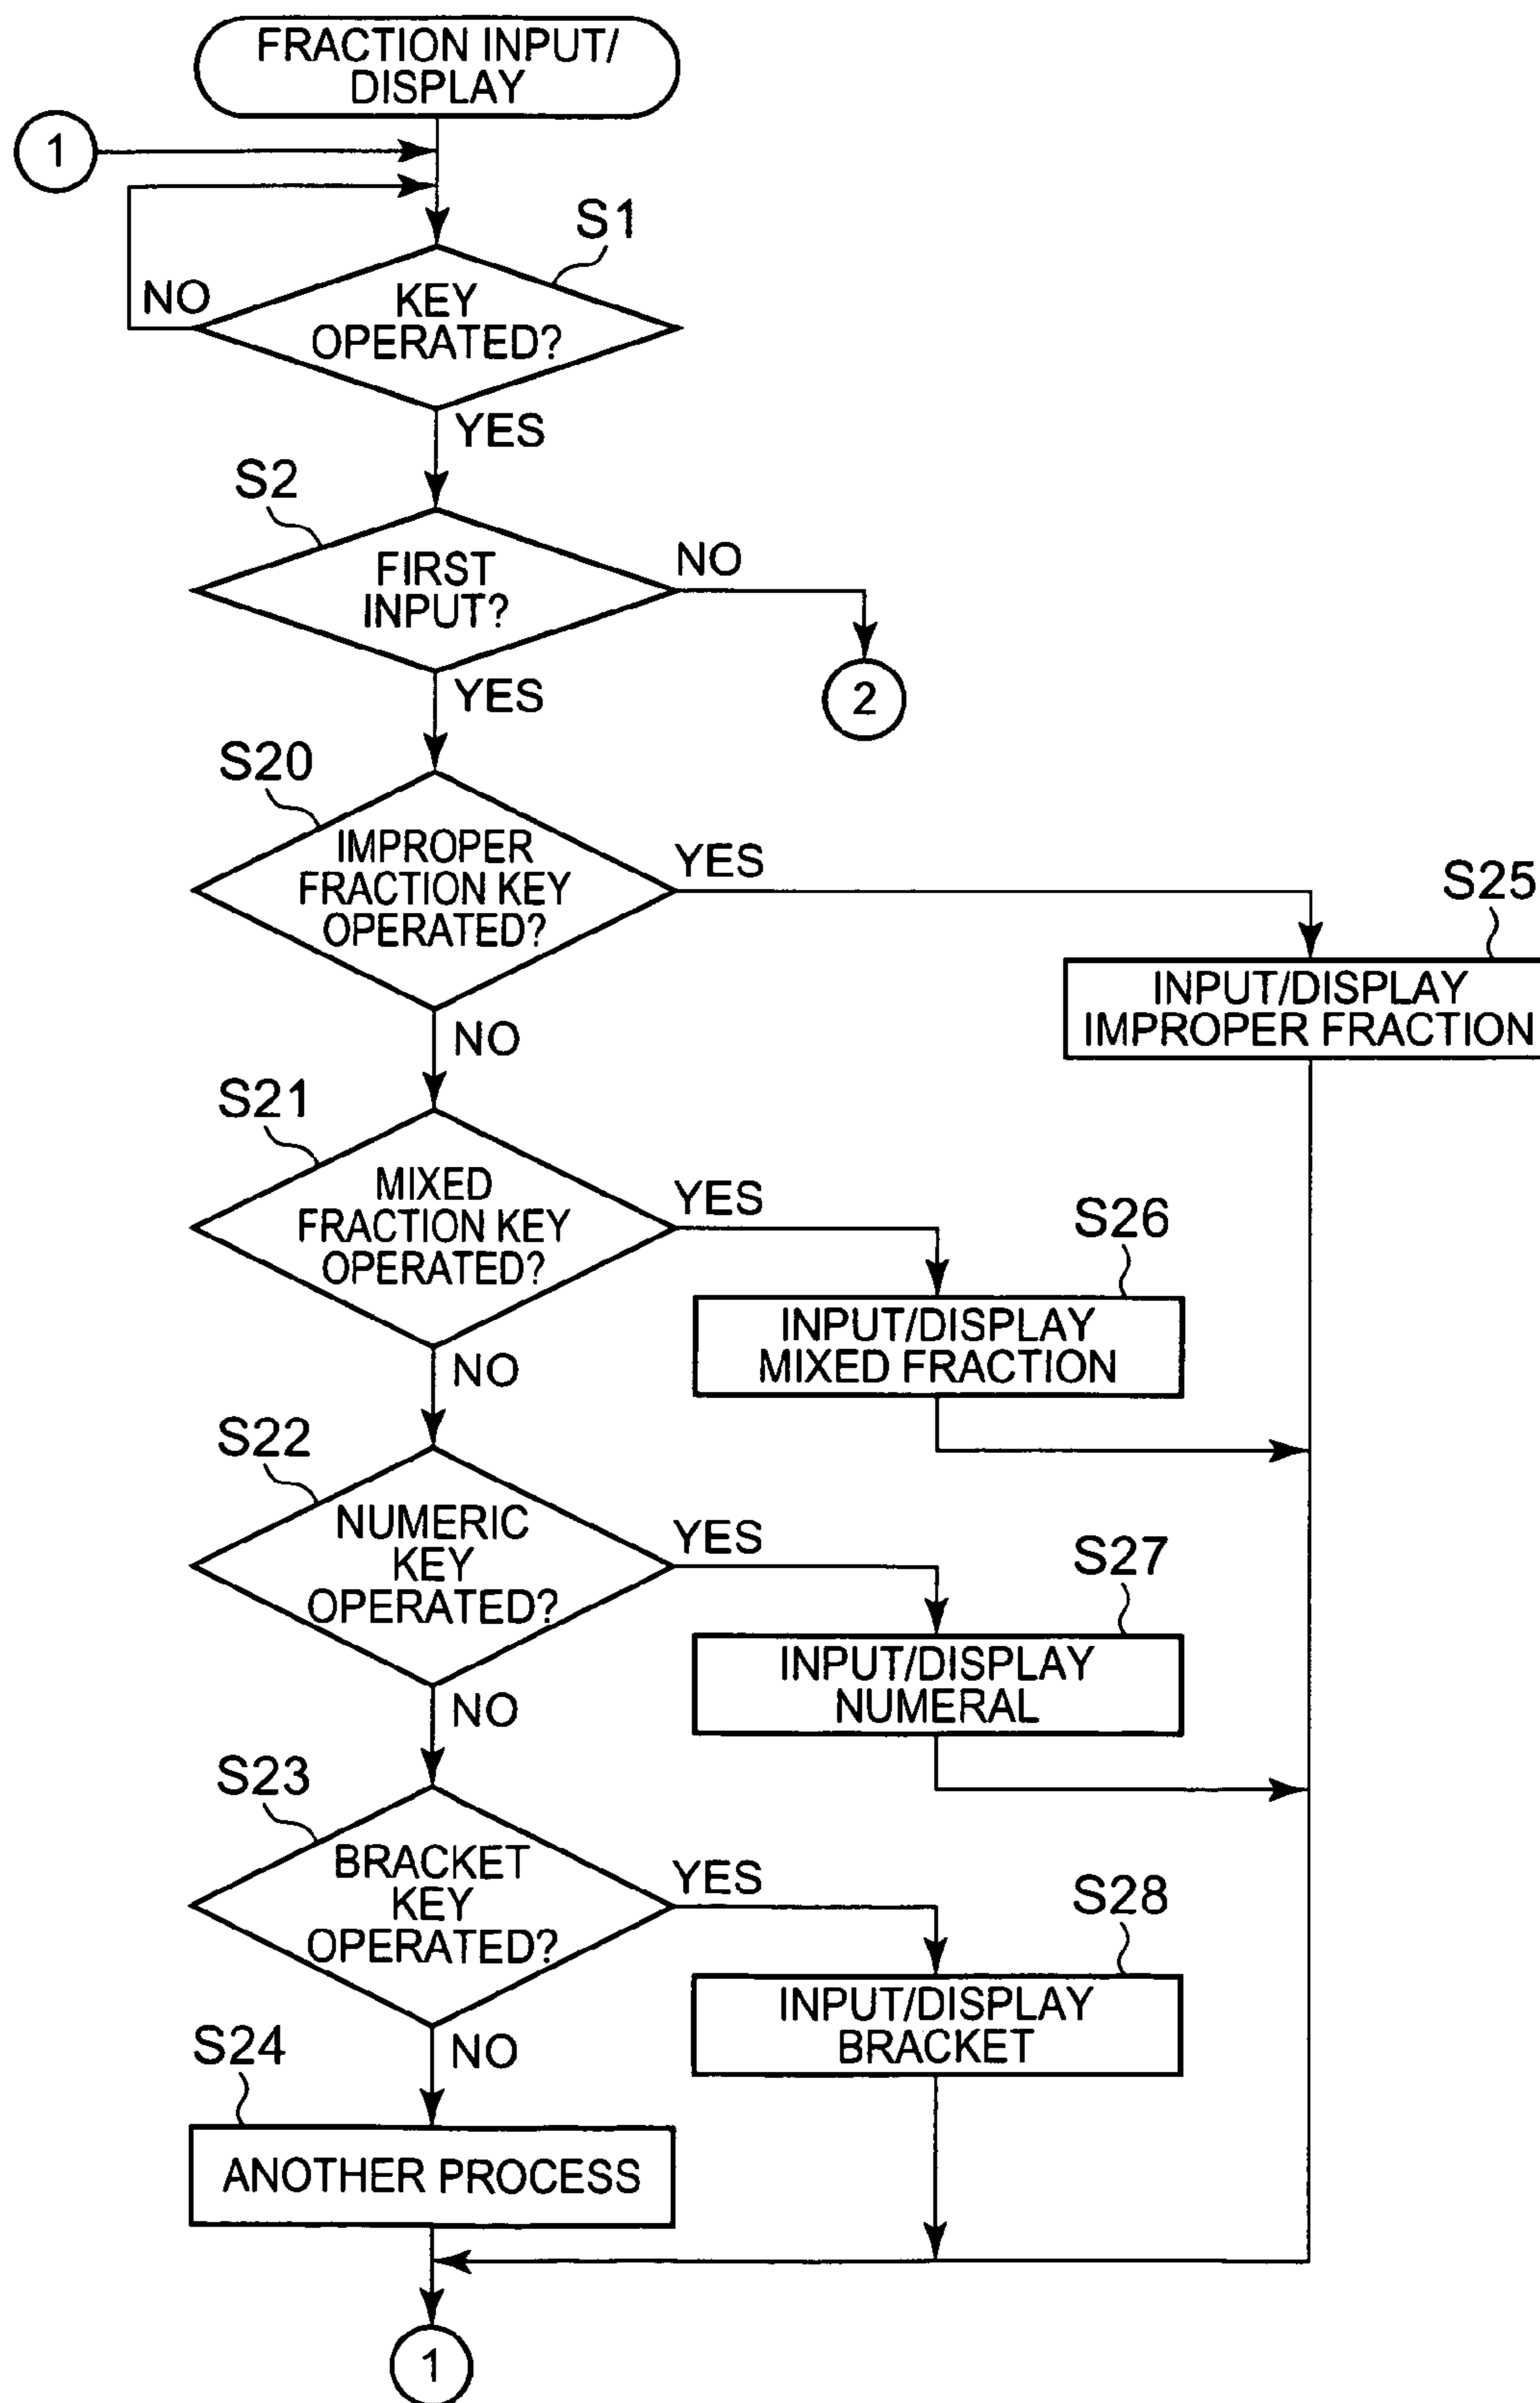 FRACTION INPUT/
DISPLAY
1
S1
NO
KEY
OPERATED?
YES
S2
FIRST
INPUT?
NO
2
YES
S20
IMPROPER
FRACTION KEY
OPERATED?
YES
S25
INPUT/DISPLAY
IMPROPER FRACTION
NO
S21
MIXED
FRACTION KEY
OPERATED?
YES
S26
INPUT/DISPLAY
MIXED FRACTION
NO
S22
NUMERIC
KEY
OPERATED?
YES
S27
INPUT/DISPLAY
NUMERAL
NO
S23
BRACKET
KEY
OPERATED?
YES
S28
INPUT/DISPLAY
BRACKET
NO
S24
ANOTHER PROCESS
1